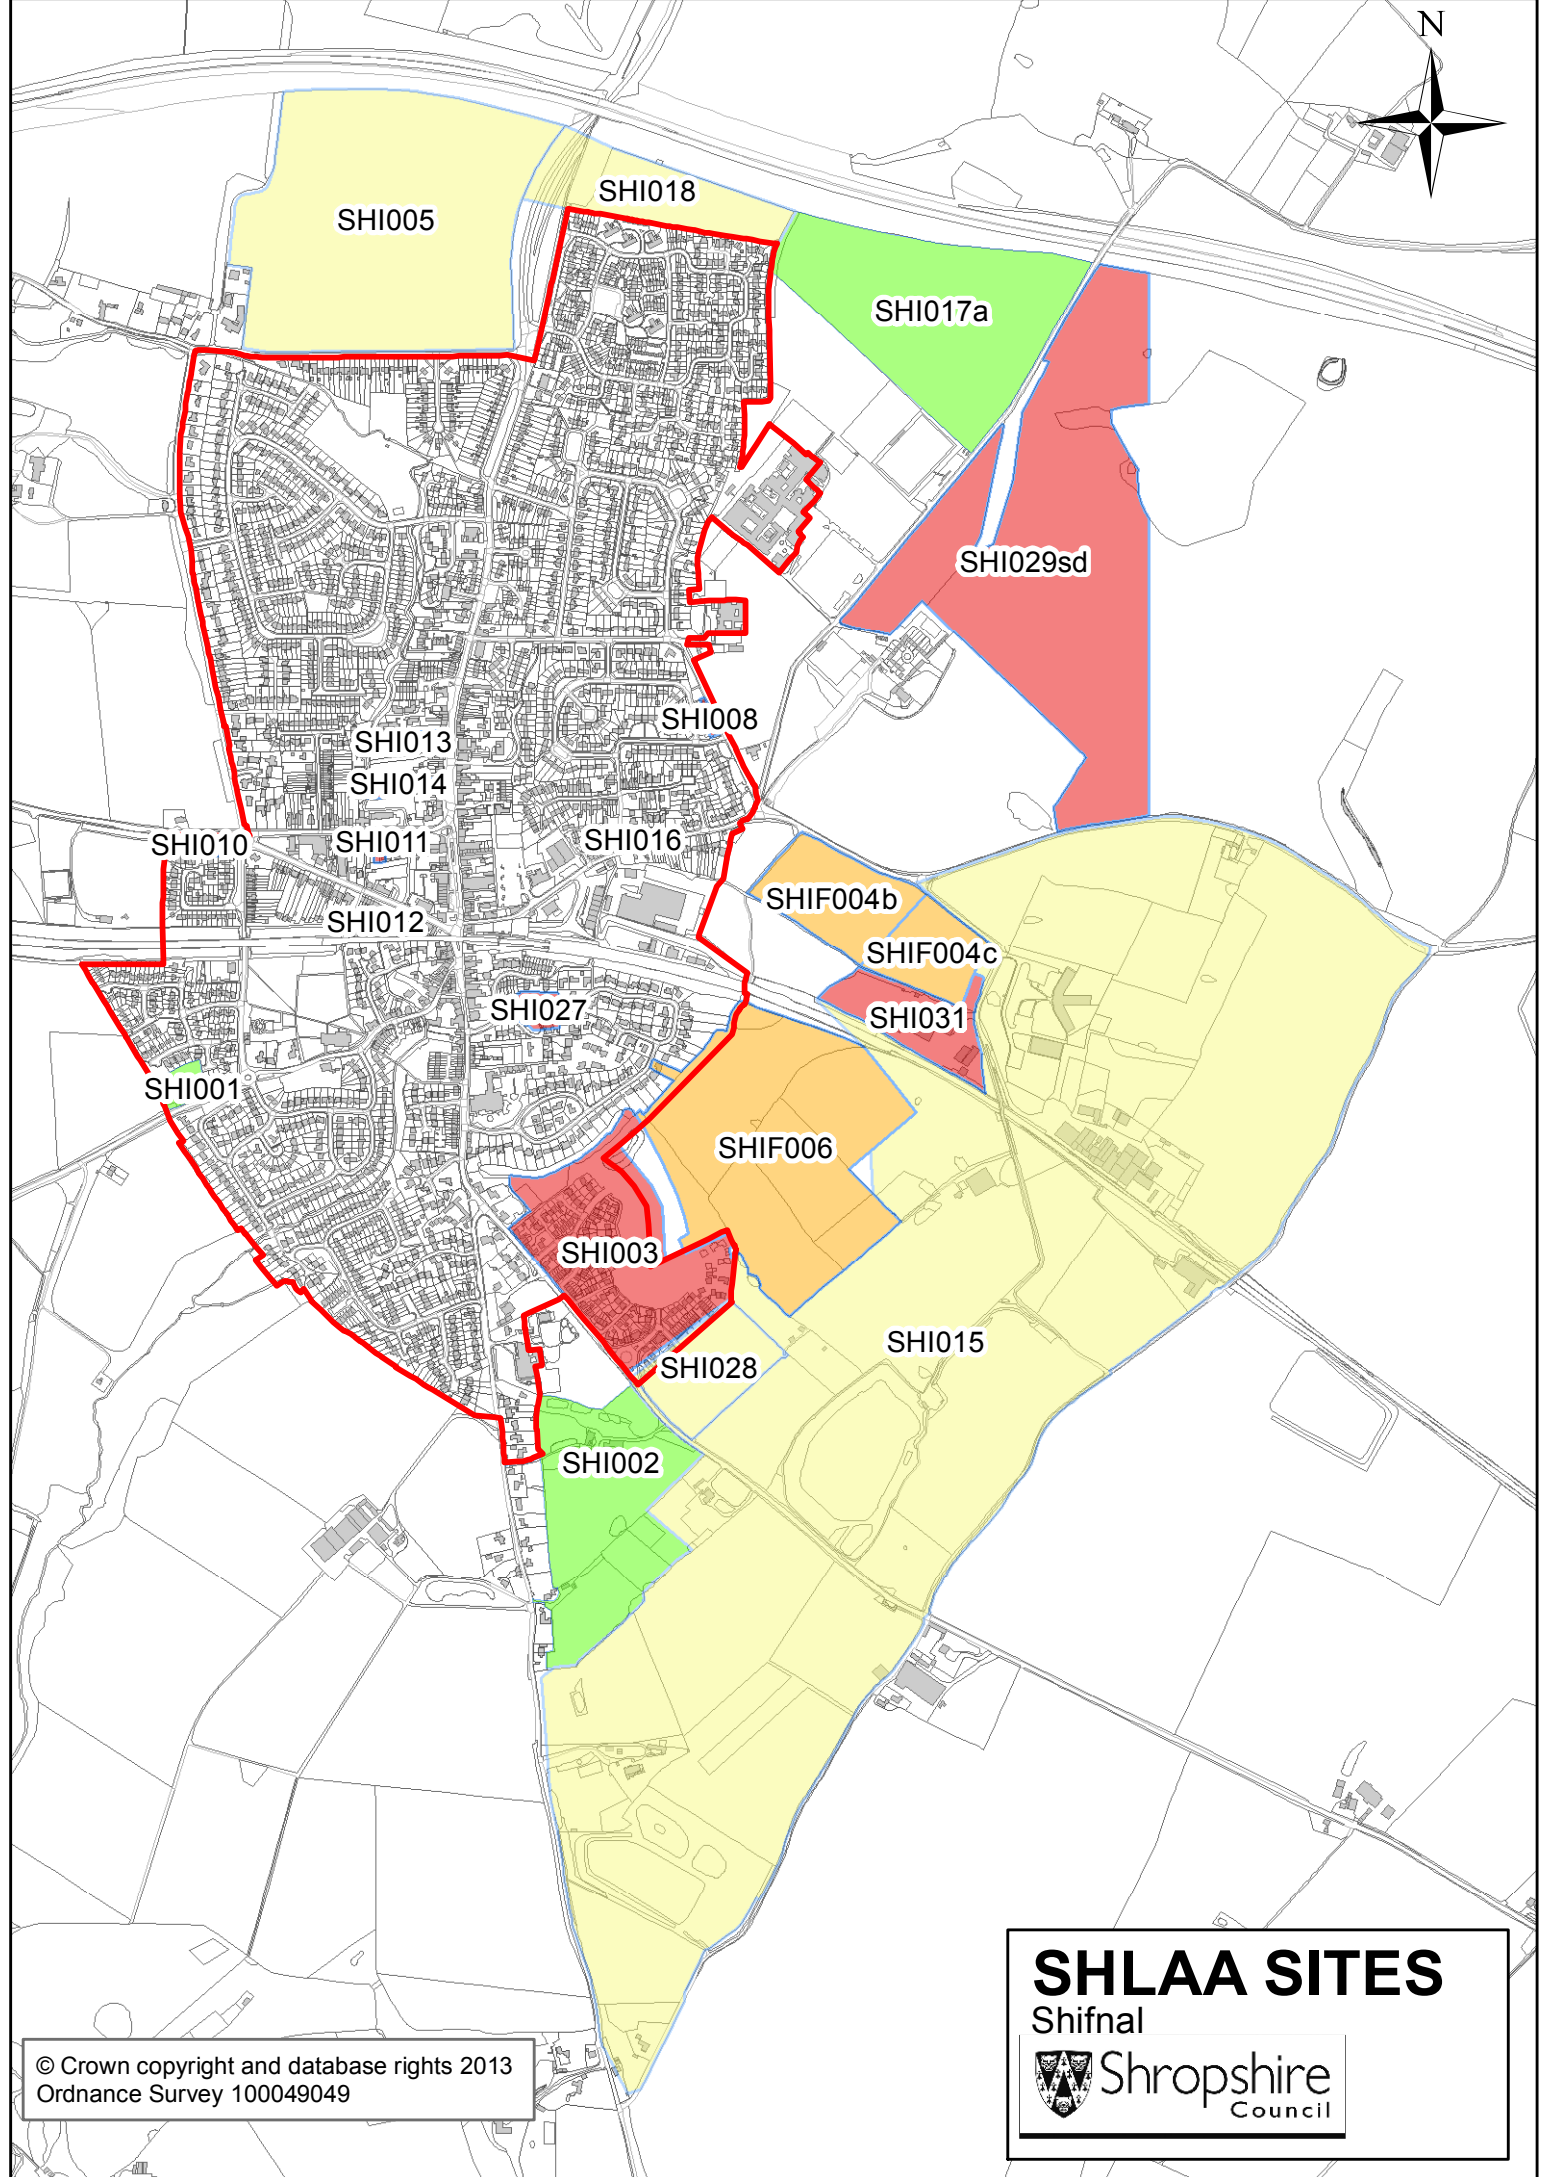 N
SHI018
SHI005
SHI017a
SHI029sd
SHI008
SHI013
SHI014
SHI010
SHI011
SHI016
SHIF004b
SHI012
SHIF004c
SHI027
SHI031
SHI001
SHIF006
SHI003
SHI015
SHI028
SHI002
SHLAA SITES
Shifnal
Shropshire
Council
© Crown copyright and database rights 2013
Ordnance Survey 100049049